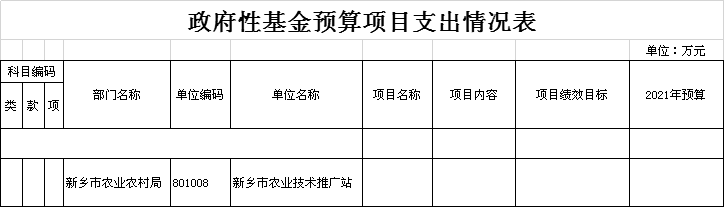 政府性基金预算项目支出情况表
单位：万元
科目编码
类 款 项 部门名称 单位编码 单位名称 项目名称 项目内容 项目绩效目标 2021年预算
新乡市农业农村局 801008 新乡市农业技术推广站